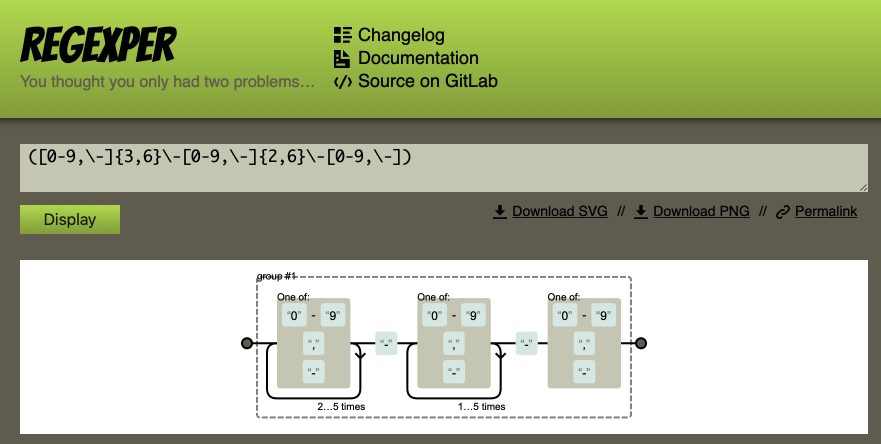 REGEXPER
You thought you only had two problems...
Changelog
Documentation
Source on GitLab
([0-9,\-]{3,6}\-[0-9,\-]{2,6}\-[0-9,\-])
Display
Download SVG // Download PNG // Permalink
group #1
One of: One of: One of:
“0” - “9” “0” - “9” “0” - “9”
“,” “,” “,”
“-” “-”
“-” “-” “-”
2...5 times 1...5 times